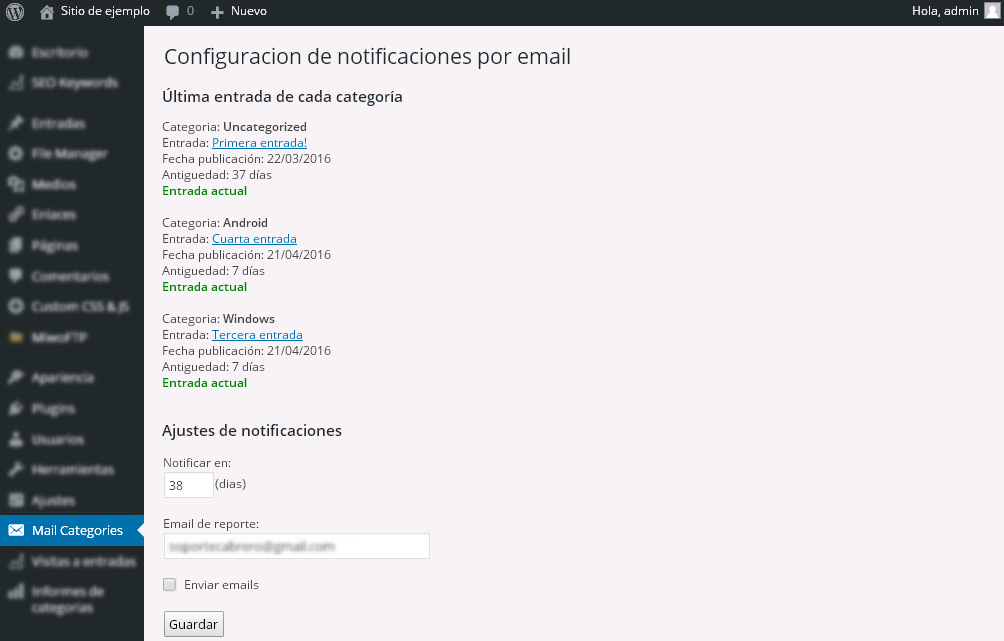 Sitio de ejemplo 0 Nuevo Hola, admin
Escritorio
SEO Keywords
Entradas
File Manager
Medios
Enlaces
Páginas
Comentarios
Custom CSS & JS
MiwoFTP
Apariencia
Plugins
Usuarios
Herramientas
Ajustes
Mail Categories
Visitas a entradas
Informes de
categorías
Configuracion de notificaciones por email
Última entrada de cada categoría
Categoria: Uncategorized
Entrada: Primera entrada!
Fecha publicación: 22/03/2016
Antiguedad: 37 días
Entrada actual
Categoria: Android
Entrada: Cuarta entrada
Fecha publicación: 21/04/2016
Antiguedad: 7 días
Entrada actual
Categoria: Windows
Entrada: Tercera entrada
Fecha publicación: 21/04/2016
Antiguedad: 7 días
Entrada actual
Ajustes de notificaciones
Notificar en:
38 (dias)
Email de reporte:
Enviar emails
Guardar